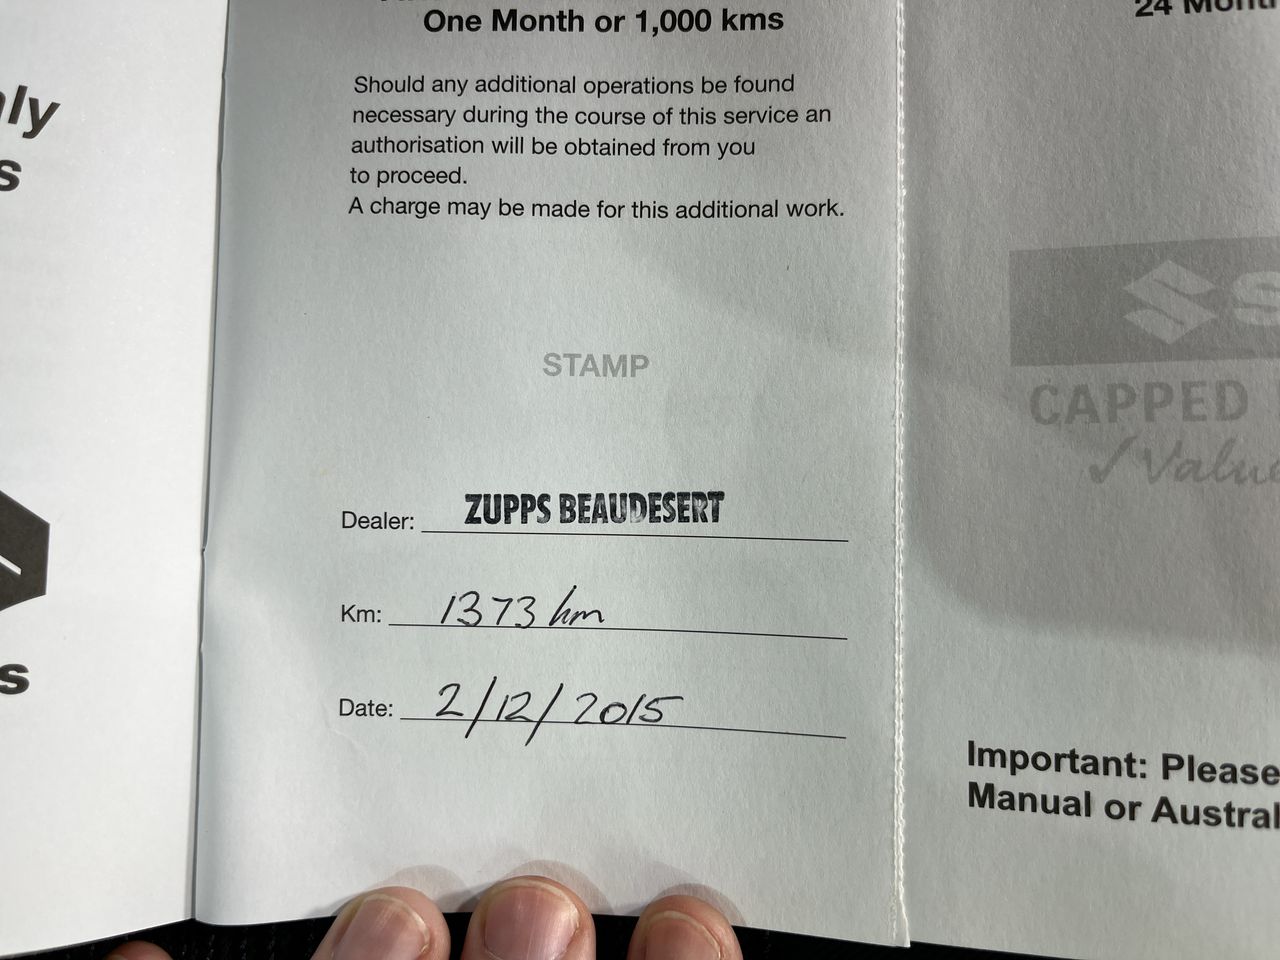 One Month or 1,000 kms
Should any additional operations be found
necessary during the course of this service an
authorisation will be obtained from you
to proceed.
A charge may be made for this additional work.
STAMP
Dealer: ZUPPS BEAUDESERT
Km: 1373 km
Date: 2/12/2015
24
CAPPED
✓Value
Important: Please
Manual or Austral